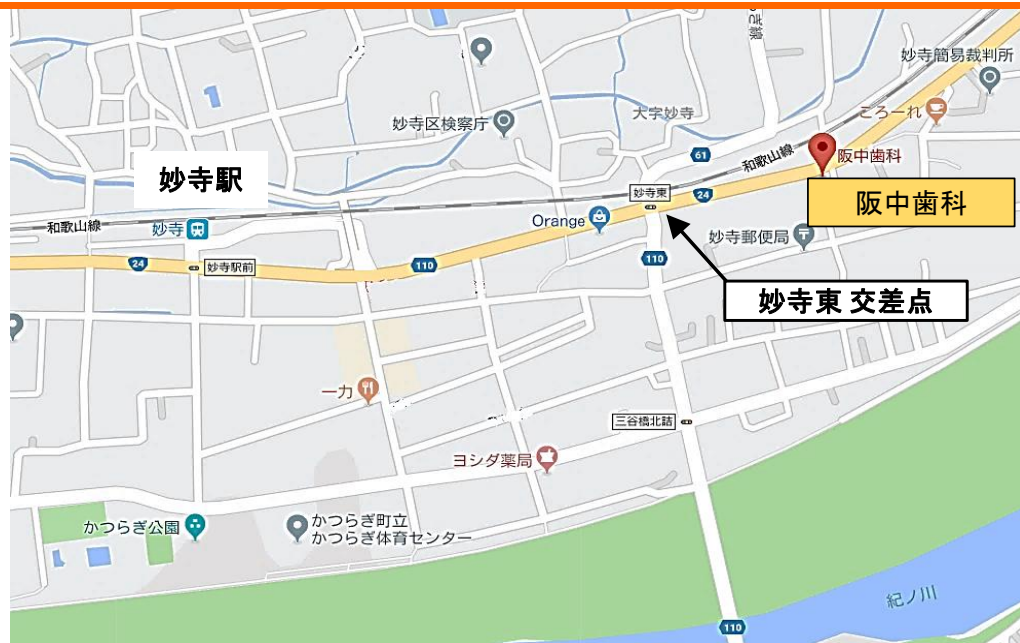 つぎ線
妙寺簡易裁判所
ころーれ
大字妙寺
妙寺区検察庁
61
和歌山線
阪中歯科
妙寺駅
妙寺東
24
阪中歯科
和歌山線
妙寺
Orange
妙寺郵便局
24
妙寺駅前
110
110
妙寺東 交差点
一力
三谷橋北詰
ヨシダ薬局
かつらぎ公園
かつらぎ町立
かつらぎ体育センター
紀ノ川
110